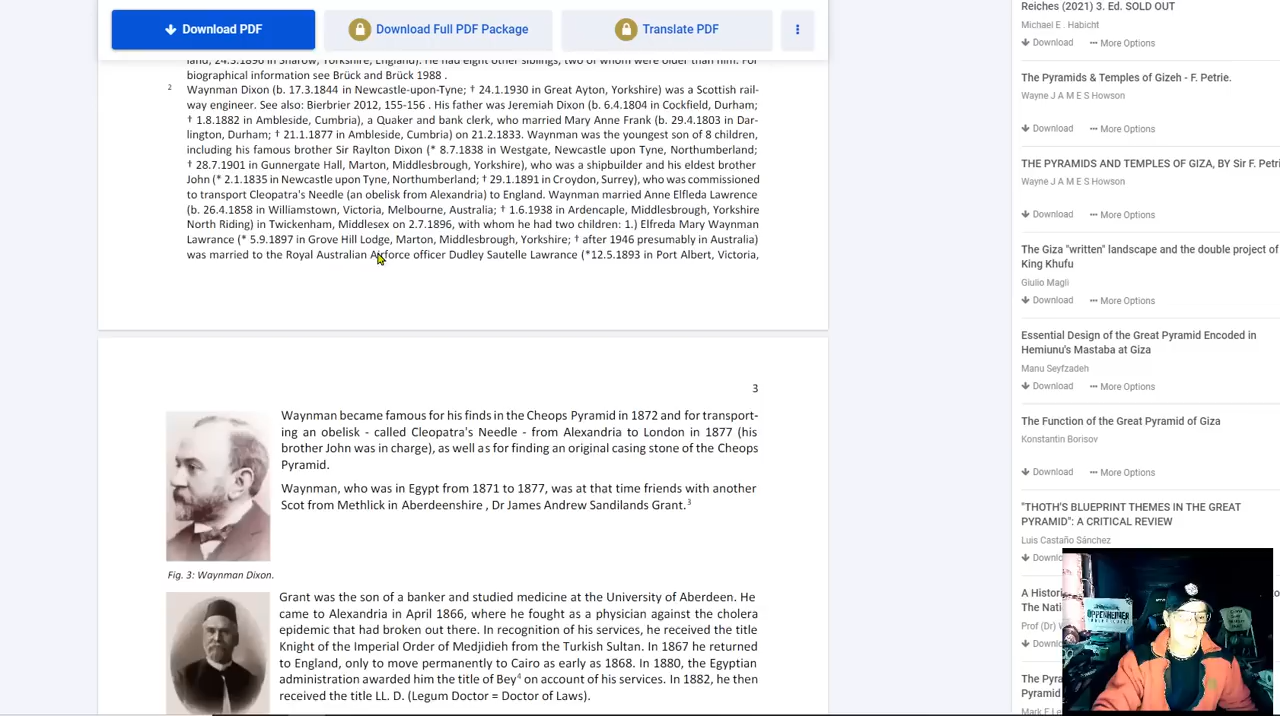 Download PDF
Download Full PDF Package
Translate PDF
land, 24.3.1896 in Sharow, Yorkshire, England). He had eight other siblings, two of whom were older than him. For
biographical information see Brück and Brück 1988 .
2 Waynman Dixon (b. 17.3.1844 in Newcastle-upon-Tyne; † 24.1.1930 in Great Ayton, Yorkshire) was a Scottish rail-
way engineer. See also: Bierbrier 2012, 155-156 . His father was Jeremiah Dixon (b. 6.4.1804 in Cockfield, Durham;
† 1.8.1882 in Ambleside, Cumbria), a Quaker and bank clerk, who married Mary Anne Frank (b. 29.4.1803 in Dar-
lington, Durham; † 21.1.1877 in Ambleside, Cumbria) on 21.2.1833. Waynman was the youngest son of 8 children,
including his famous brother Sir Raylton Dixon (* 8.7.1838 in Westgate, Newcastle upon Tyne, Northumberland;
† 28.7.1901 in Gunnergate Hall, Marton, Middlesbrough, Yorkshire), who was a shipbuilder and his eldest brother
John (* 2.1.1835 in Newcastle upon Tyne, Northumberland; † 29.1.1891 in Croydon, Surrey), who was commissioned
to transport Cleopatra's Needle (an obelisk from Alexandria) to England. Waynman married Anne Elfleda Lawrence
(b. 26.4.1858 in Williamstown, Victoria, Melbourne, Australia; † 1.6.1938 in Ardencaple, Middlesbrough, Yorkshire
North Riding) in Twickenham, Middlesex on 2.7.1896, with whom he had two children: 1.) Elfreda Mary Waynman
Lawrance (* 5.9.1897 in Grove Hill Lodge, Marton, Middlesbrough, Yorkshire; † after 1946 presumably in Australia)
was married to the Royal Australian Airforce officer Dudley Sautelle Lawrance (*12.5.1893 in Port Albert, Victoria,
3
Waynman became famous for his finds in the Cheops Pyramid in 1872 and for transport-
ing an obelisk - called Cleopatra's Needle - from Alexandria to London in 1877 (his
brother John was in charge), as well as for finding an original casing stone of the Cheops
Pyramid.
Waynman, who was in Egypt from 1871 to 1877, was at that time friends with another
Scot from Methlick in Aberdeenshire , Dr James Andrew Sandilands Grant.3
Fig. 3: Waynman Dixon.
Grant was the son of a banker and studied medicine at the University of Aberdeen. He
came to Alexandria in April 1866, where he fought as a physician against the cholera
epidemic that had broken out there. In recognition of his services, he received the title
Knight of the Imperial Order of Medjidieh from the Turkish Sultan. In 1867 he returned
to England, only to move permanently to Cairo as early as 1868. In 1880, the Egyptian
administration awarded him the title of Bey4 on account of his services. In 1882, he then
received the title LL. D. (Legum Doctor = Doctor of Laws).
Reiches (2021) 3. Ed. SOLD OUT
Michael E . Habicht
Download ••• More Options
The Pyramids & Temples of Gizeh - F. Petrie.
Wayne J A M E S Howson
Download ••• More Options
THE PYRAMIDS AND TEMPLES OF GIZA, BY Sir F. Petri
Wayne J A M E S Howson
Download ••• More Options
The Giza "written" landscape and the double project of
King Khufu
Giulio Magli
Download ••• More Options
Essential Design of the Great Pyramid Encoded in
Hemiunu's Mastaba at Giza
Manu Seyfzadeh
Download ••• More Options
The Function of the Great Pyramid of Giza
Konstantin Borisov
Download ••• More Options
"THOTH'S BLUEPRINT THEMES IN THE GREAT
PYRAMID": A CRITICAL REVIEW
Luis Castaño Sánchez
Downlo
A Histori
The Nati
Prof (Dr)
Downlo
The Pyra
Pyramid
OPPENHEIMER